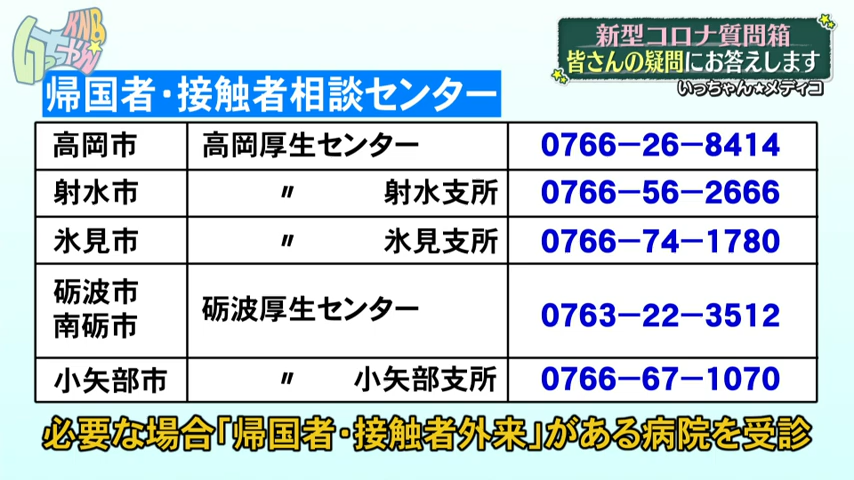 KNB
いっちゃん★
新型コロナ質問箱
皆さんの疑問にお答えします
いっちゃん★メディコ
帰国者・接触者相談センター
高岡市 高岡厚生センター 0766－26－8414
射水市 〃 射水支所 0766－56－2666
氷見市 〃 氷見支所 0766－74－1780
砺波市
南砺市 砺波厚生センター 0763－22－3512
小矢部市 〃 小矢部支所 0766－67－1070
必要な場合「帰国者・接触者外来」がある病院を受診